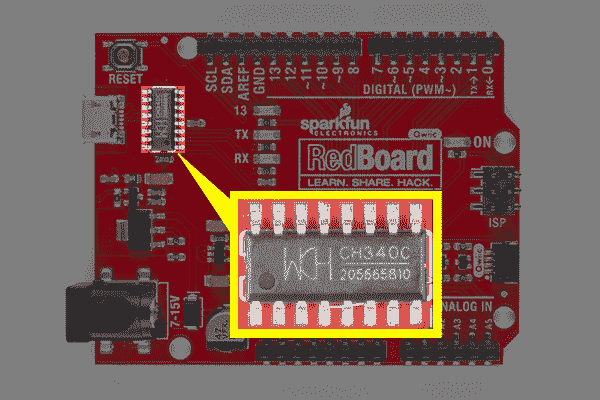 RESET
SCL
SDA
AREF
GND
13
12
~11
~10
~9
8
7
~6
~5
4
~3
2
TX→1
RX←0
DIGITAL (PWM~)
13
TX
RX
sparkfun
ELECTRONICS
Qwiic
ON
RedBoard
LEARN. SHARE. HACK.
ISP
WCH
CH340C
205665810
Qwiic
7-15V
47
ANALOG IN
A2
A3
A4
A5